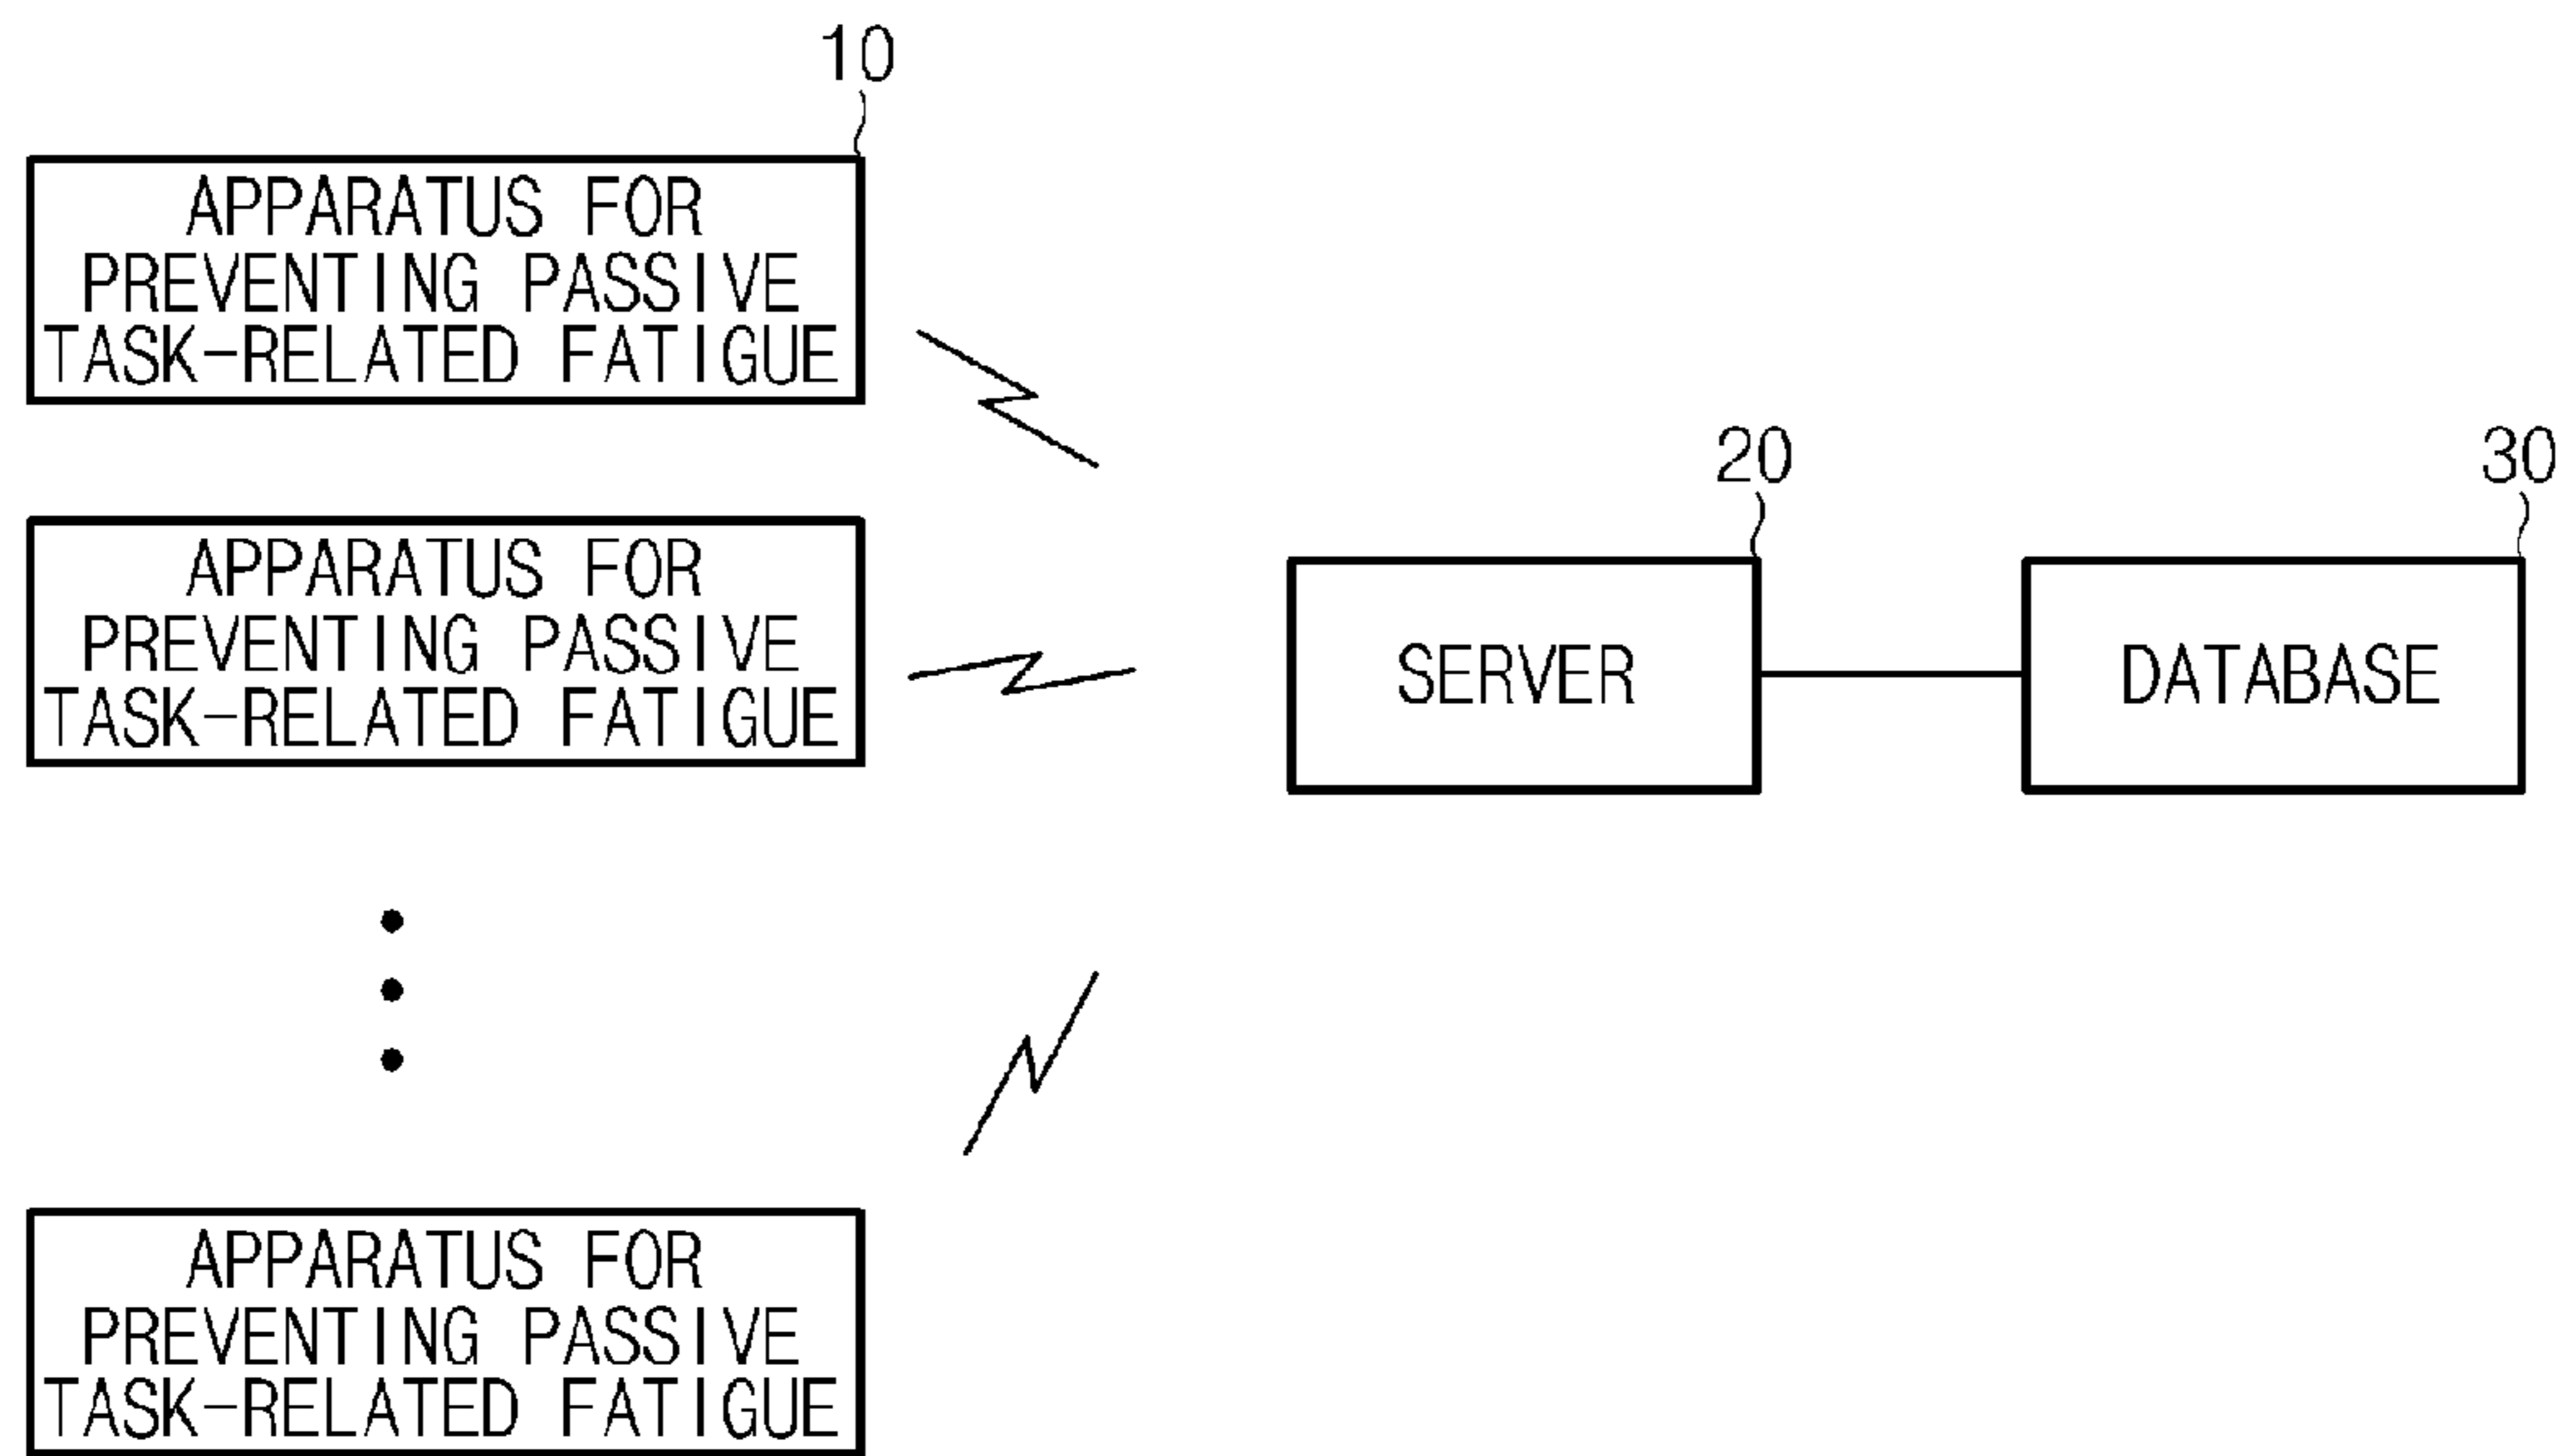 10
APPARATUS FOR
PREVENTING PASSIVE
TASK-RELATED FATIGUE
APPARATUS FOR
PREVENTING PASSIVE
TASK-RELATED FATIGUE
20
30
SERVER
DATABASE
APPARATUS FOR
PREVENTING PASSIVE
TASK-RELATED FATIGUE